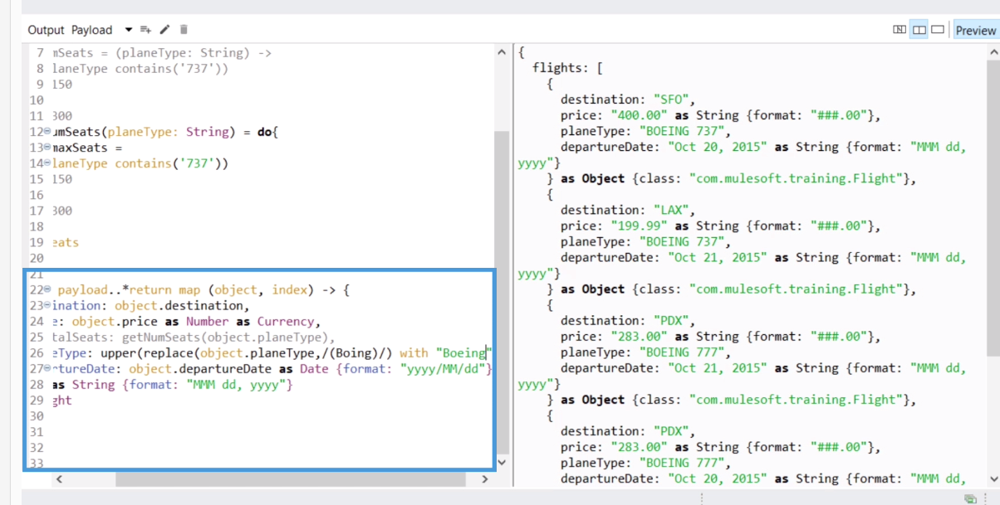 Output Payload
Preview
7 mSeats = (planeType: String) ->
8 laneType contains('737'))
9 150
10
11 300
12 umSeats(planeType: String) = do{
13 maxSeats =
14 laneType contains('737'))
15 150
16
17 300
18
19 eats
20
21
22 payload..*return map (object, index) -> {
23 ination: object.destination,
24 e: object.price as Number as Currency,
25 talSeats: getNumSeats(object.planeType),
26 eType: upper(replace(object.planeType,/(Boing)/) with "Boeing"
27 rtureDate: object.departureDate as Date {format: "yyyy/MM/dd"}
28 as String {format: "MMM dd, yyyy"}
29 ght
30
31
32
33
{
flights: [
{
destination: "SFO",
price: "400.00" as String {format: "###.00"},
planeType: "BOEING 737",
departureDate: "Oct 20, 2015" as String {format: "MMM dd,
yyyy"}
} as Object {class: "com.mulesoft.training.Flight"},
{
destination: "LAX",
price: "199.99" as String {format: "###.00"},
planeType: "BOEING 737",
departureDate: "Oct 21, 2015" as String {format: "MMM dd,
yyyy"}
} as Object {class: "com.mulesoft.training.Flight"},
{
destination: "PDX",
price: "283.00" as String {format: "###.00"},
planeType: "BOEING 777",
departureDate: "Oct 21, 2015" as String {format: "MMM dd,
yyyy"}
} as Object {class: "com.mulesoft.training.Flight"},
{
destination: "PDX",
price: "283.00" as String {format: "###.00"},
planeType: "BOEING 777",
departureDate: "Oct 20, 2015" as String {format: "MMM dd,